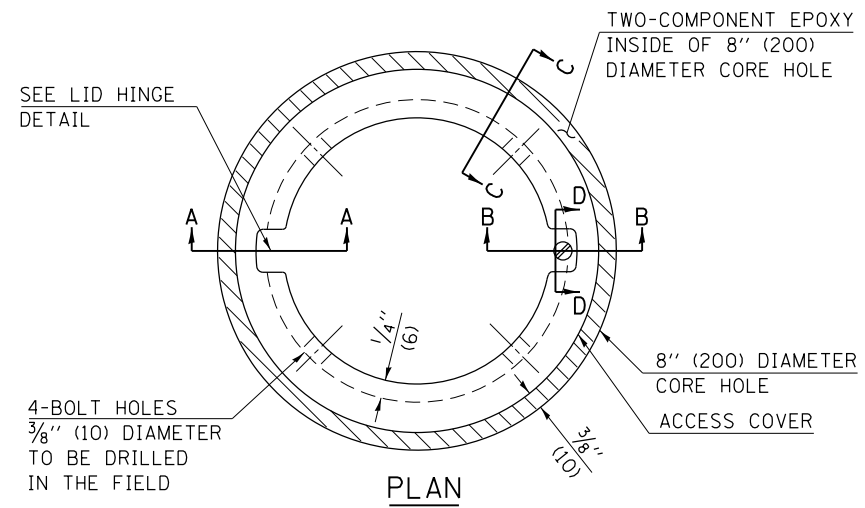 TWO-COMPONENT EPOXY
INSIDE OF 8" (200)
DIAMETER CORE HOLE
SEE LID HINGE
DETAIL
C
C
A
A
B
B
D
D
1/4"
(6)
8" (200) DIAMETER
CORE HOLE
ACCESS COVER
4-BOLT HOLES
3/8" (10) DIAMETER
TO BE DRILLED
IN THE FIELD
3/8"
(10)
PLAN